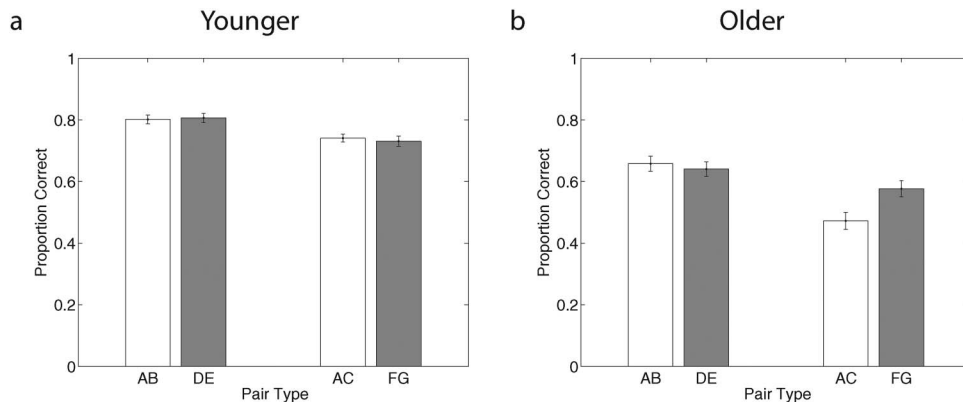 a
Younger
1
0.8
0.6
0.4
0.2
0
Proportion Correct
AB DE AC FG
Pair Type
b
Older
1
0.8
0.6
0.4
0.2
0
Proportion Correct
AB DE AC FG
Pair Type